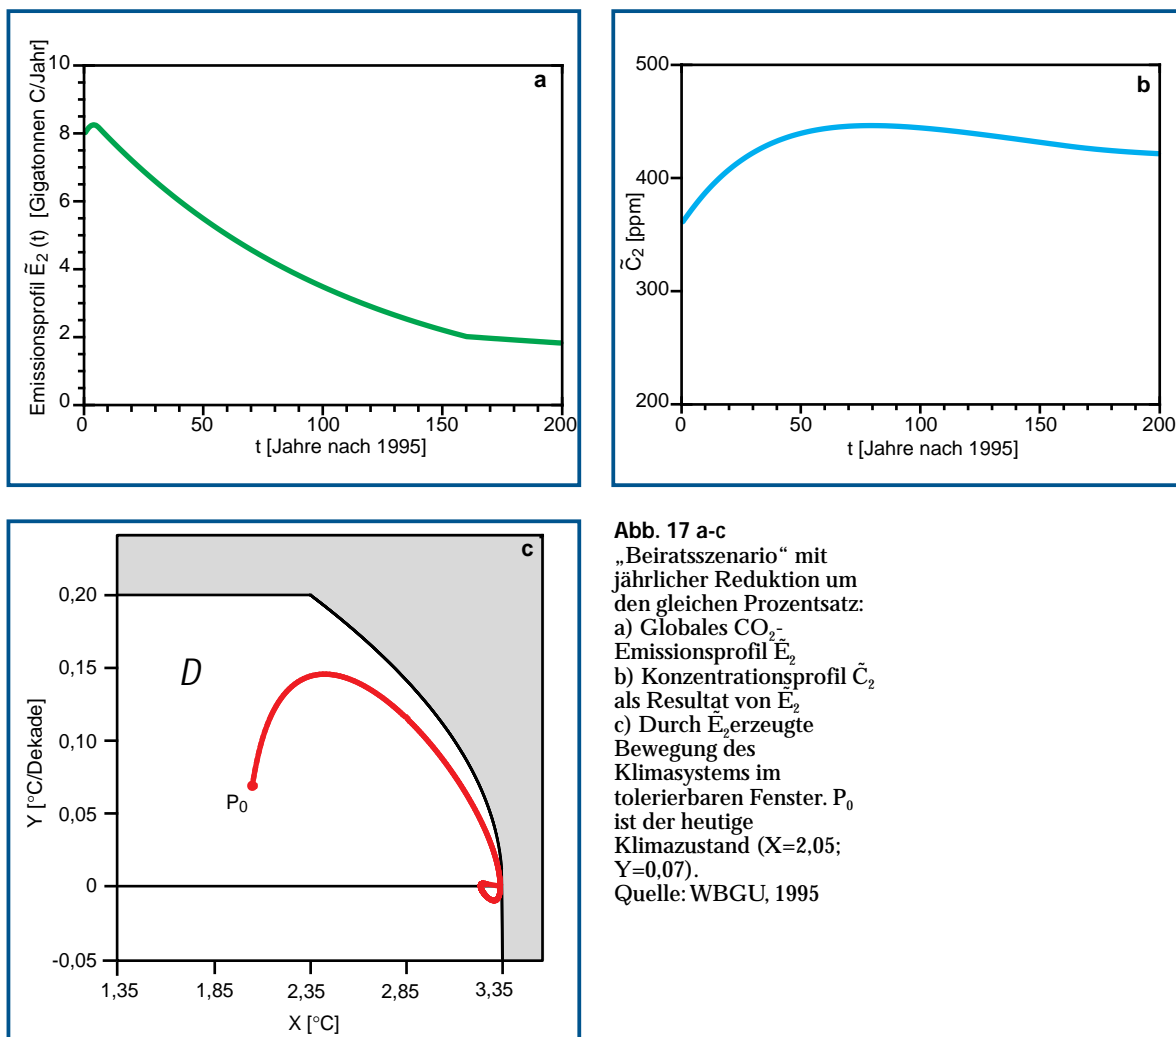 a
Emissionsprofil Ẽ₂ (t) [Gigatonnen C/Jahr]
10
8
6
4
2
0
0 50 100 150 200
t [Jahre nach 1995]
b
C̃₂ [ppm]
500
400
300
200
0 50 100 150 200
t [Jahre nach 1995]
c
Y [°C/Dekade]
0,20
0,15
0,10
0,05
0
-0,05
D
P₀
1,35 1,85 2,35 2,85 3,35
X [°C]
Abb. 17 a-c
„Beiratsszenario“ mit
jährlicher Reduktion um
den gleichen Prozentsatz:
a) Globales CO₂-
Emissionsprofil Ẽ₂
b) Konzentrationsprofil C̃₂
als Resultat von Ẽ₂
c) Durch Ẽ₂erzeugte
Bewegung des
Klimasystems im
tolerierbaren Fenster. P₀
ist der heutige
Klimazustand (X=2,05;
Y=0,07).
Quelle: WBGU, 1995